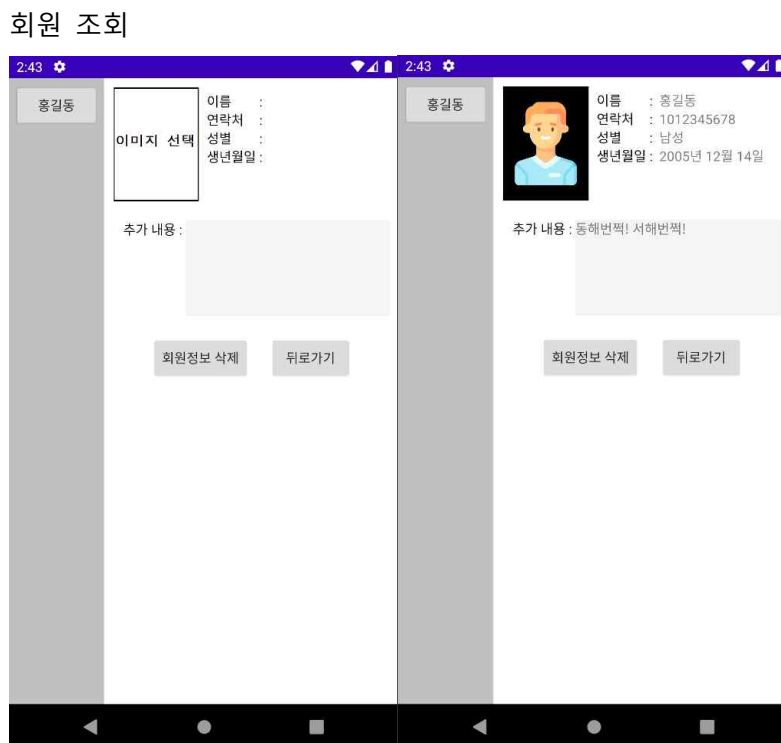 회원 조회
2:43
홍길동
이미지 선택
이름 :
연락처 :
성별 :
생년월일 :
추가 내용 :
회원정보 삭제 뒤로가기
2:43
홍길동
이름 : 홍길동
연락처 : 1012345678
성별 : 남성
생년월일 : 2005년 12월 14일
추가 내용 : 동해번쩍! 서해번쩍!
회원정보 삭제 뒤로가기